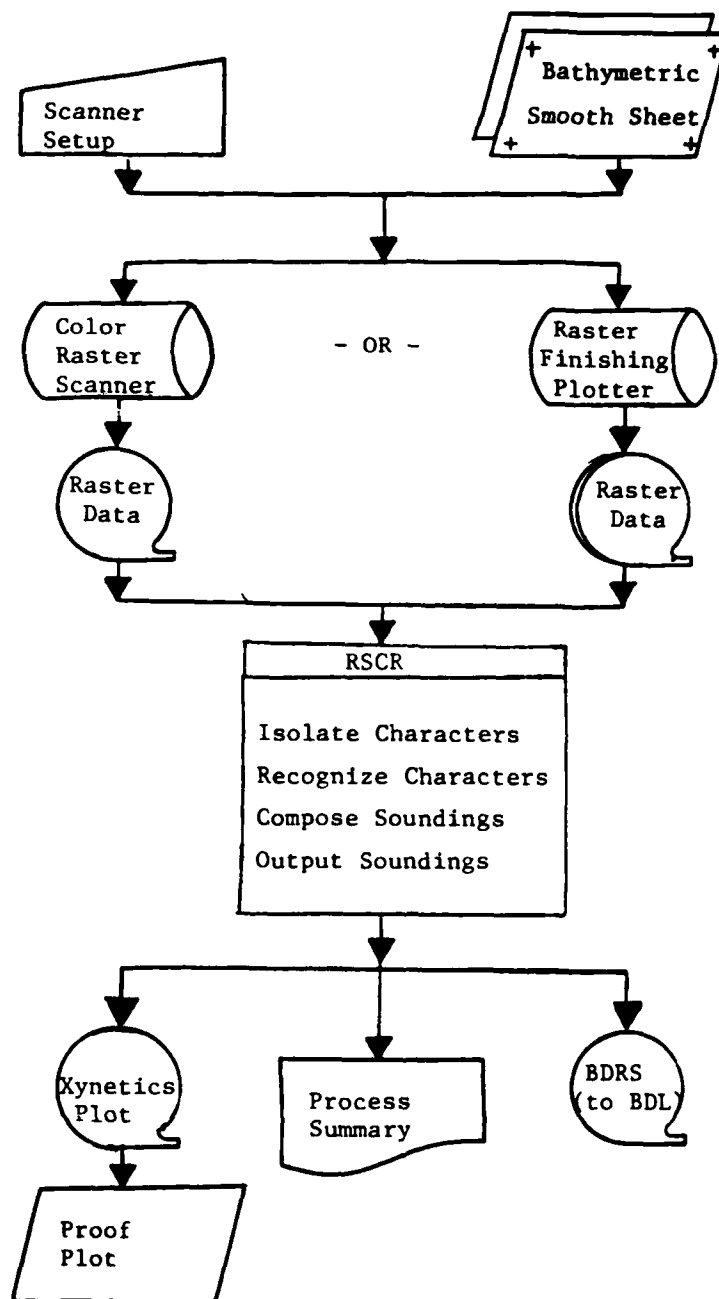 Scanner
Setup
+ +
Bathymetric
Smooth Sheet
+ +
Color
Raster
Scanner
- OR -
Raster
Finishing
Plotter
Raster
Data
Raster
Data
RSCR
Isolate Characters
Recognize Characters
Compose Soundings
Output Soundings
Xynetics
Plot
Process
Summary
BDRS
(to BDL)
Proof
Plot